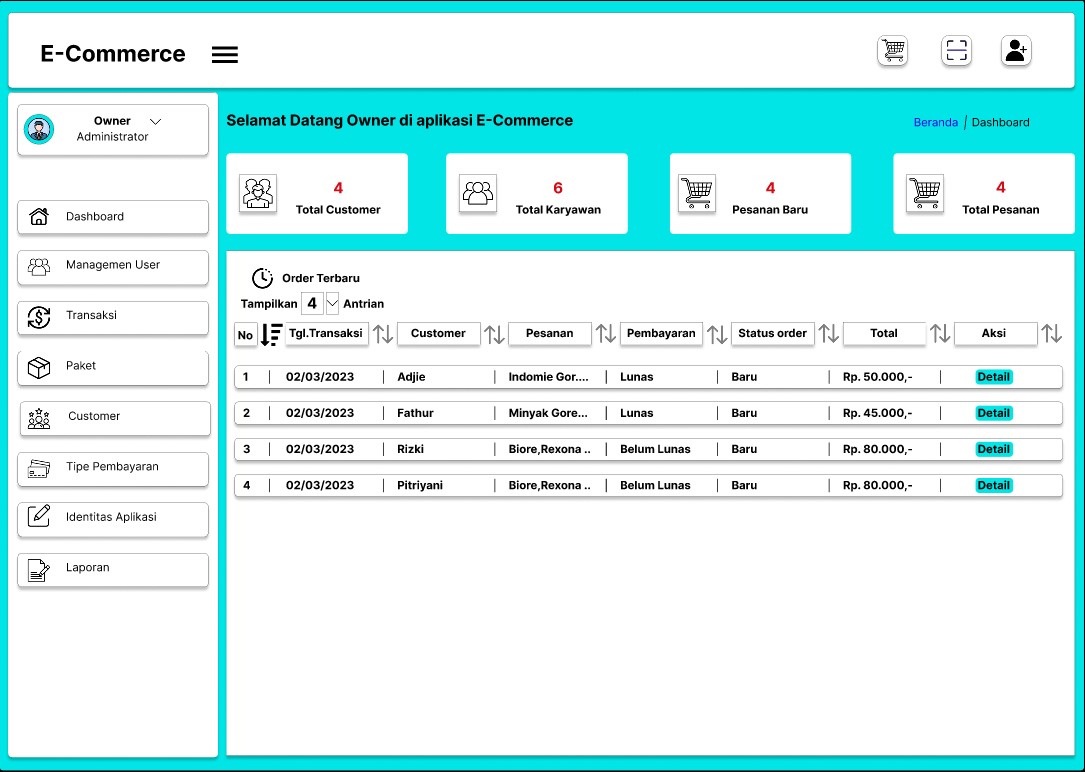 E-Commerce
Owner
Administrator
Dashboard
Managemen User
Transaksi
Paket
Customer
Tipe Pembayaran
Identitas Aplikasi
Laporan
Selamat Datang Owner di aplikasi E-Commerce
Beranda | Dashboard
4
Total Customer
6
Total Karyawan
4
Pesanan Baru
4
Total Pesanan
Order Terbaru
Tampilkan 4 Antrian
No Tgl.Transaksi Customer Pesanan Pembayaran Status order Total Aksi
1 | 02/03/2023 | Adjie | Indomie Gor.... | Lunas | Baru | Rp. 50.000,- | Detail
2 | 02/03/2023 | Fathur | Minyak Gore... | Lunas | Baru | Rp. 45.000,- | Detail
3 | 02/03/2023 | Rizki | Biore,Rexona .. | Belum Lunas | Baru | Rp. 80.000,- | Detail
4 | 02/03/2023 | Pitriyani | Biore,Rexona .. | Belum Lunas | Baru | Rp. 80.000,- | Detail